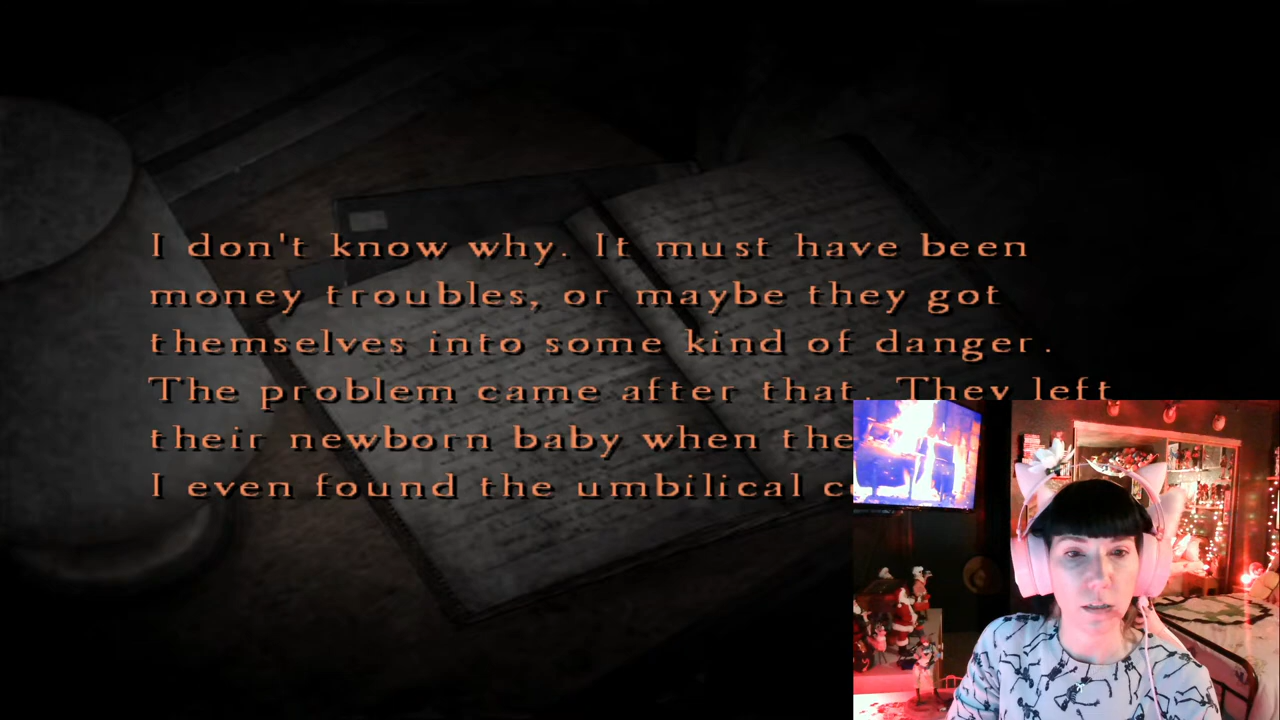 I don't know why. It must have been
money troubles, or maybe they got
themselves into some kind of danger.
The problem came after that. They left
their newborn baby when
I even found the umbilical